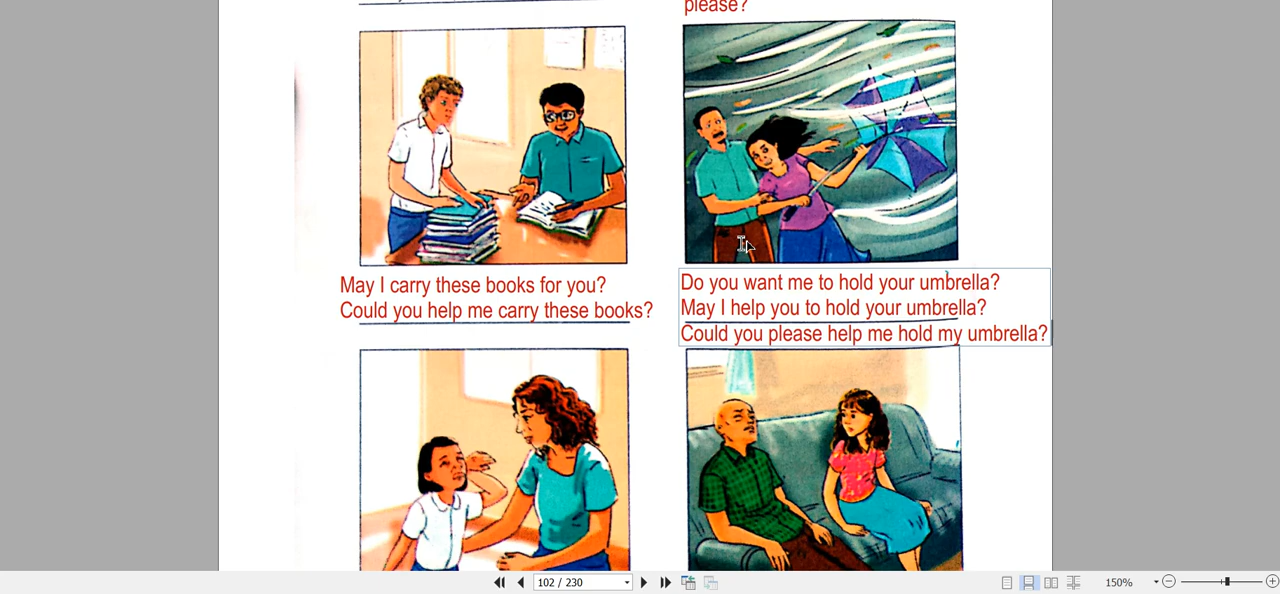 please?
May I carry these books for you?
Could you help me carry these books?
Do you want me to hold your umbrella?
May I help you to hold your umbrella?
Could you please help me hold my umbrella?
102 / 230
150%